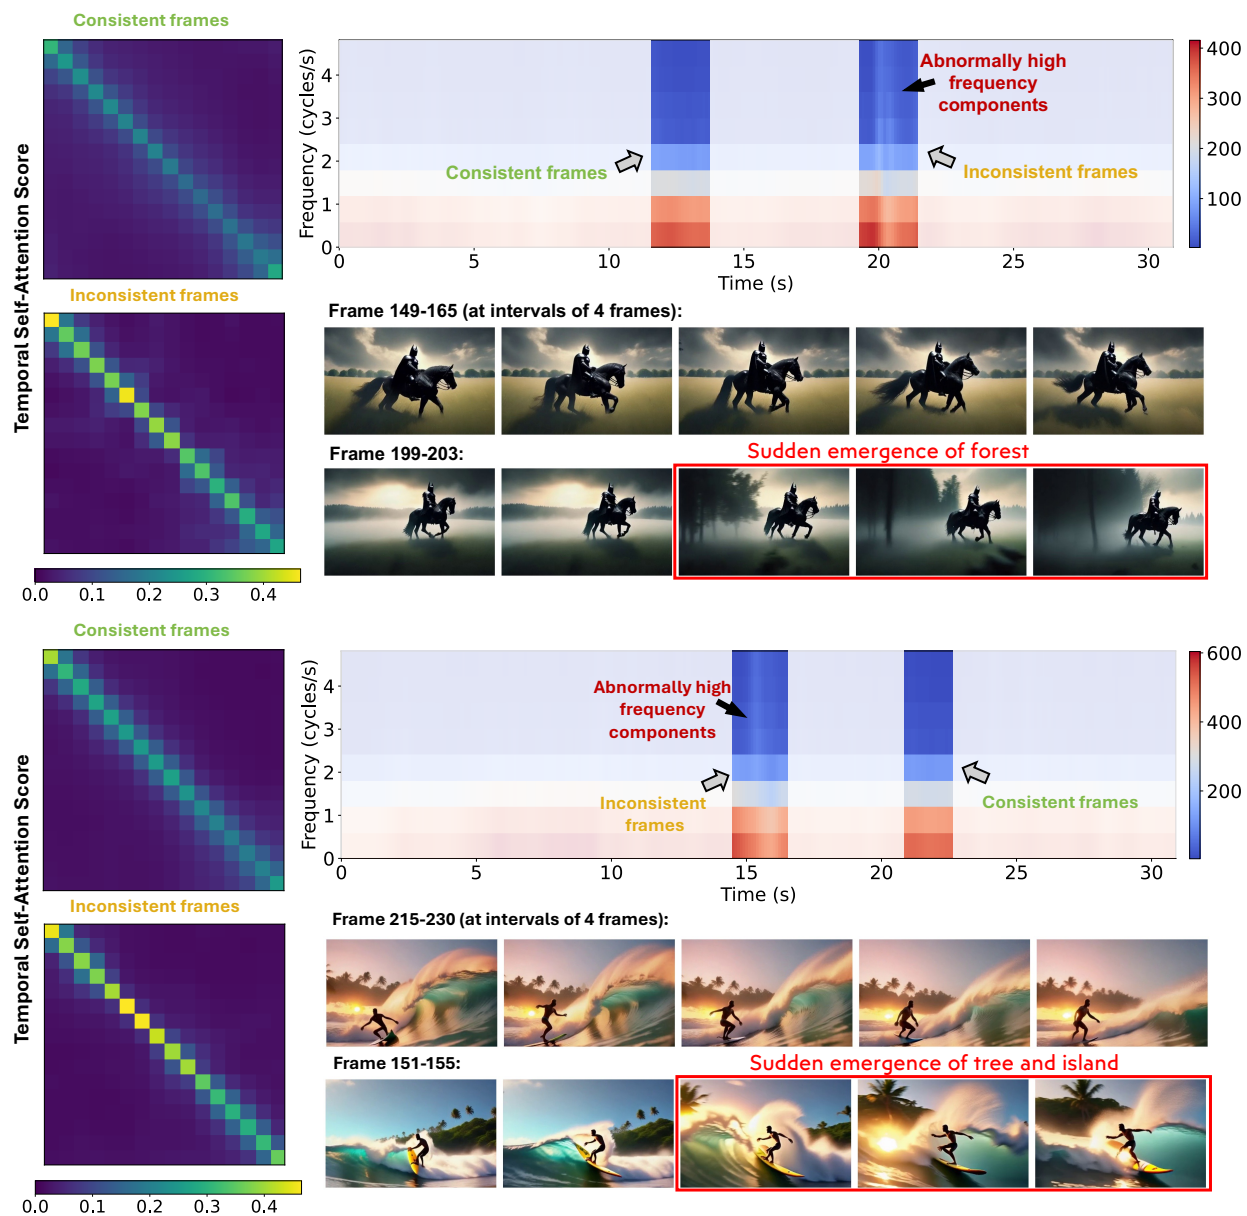 Consistent frames
Temporal Self-Attention Score
Inconsistent frames
0.0 0.1 0.2 0.3 0.4
Frequency (cycles/s)
4
3
2
1
0
Abnormally high
frequency
components
Consistent frames
Inconsistent frames
0 5 10 15 20 25 30
Time (s)
400
300
200
100
Frame 149-165 (at intervals of 4 frames):
Frame 199-203:
Sudden emergence of forest
Consistent frames
Temporal Self-Attention Score
Inconsistent frames
0.0 0.1 0.2 0.3 0.4
Frequency (cycles/s)
4
3
2
1
0
Abnormally high
frequency
components
Inconsistent
frames
Consistent frames
0 5 10 15 20 25 30
Time (s)
600
400
200
Frame 215-230 (at intervals of 4 frames):
Frame 151-155:
Sudden emergence of tree and island